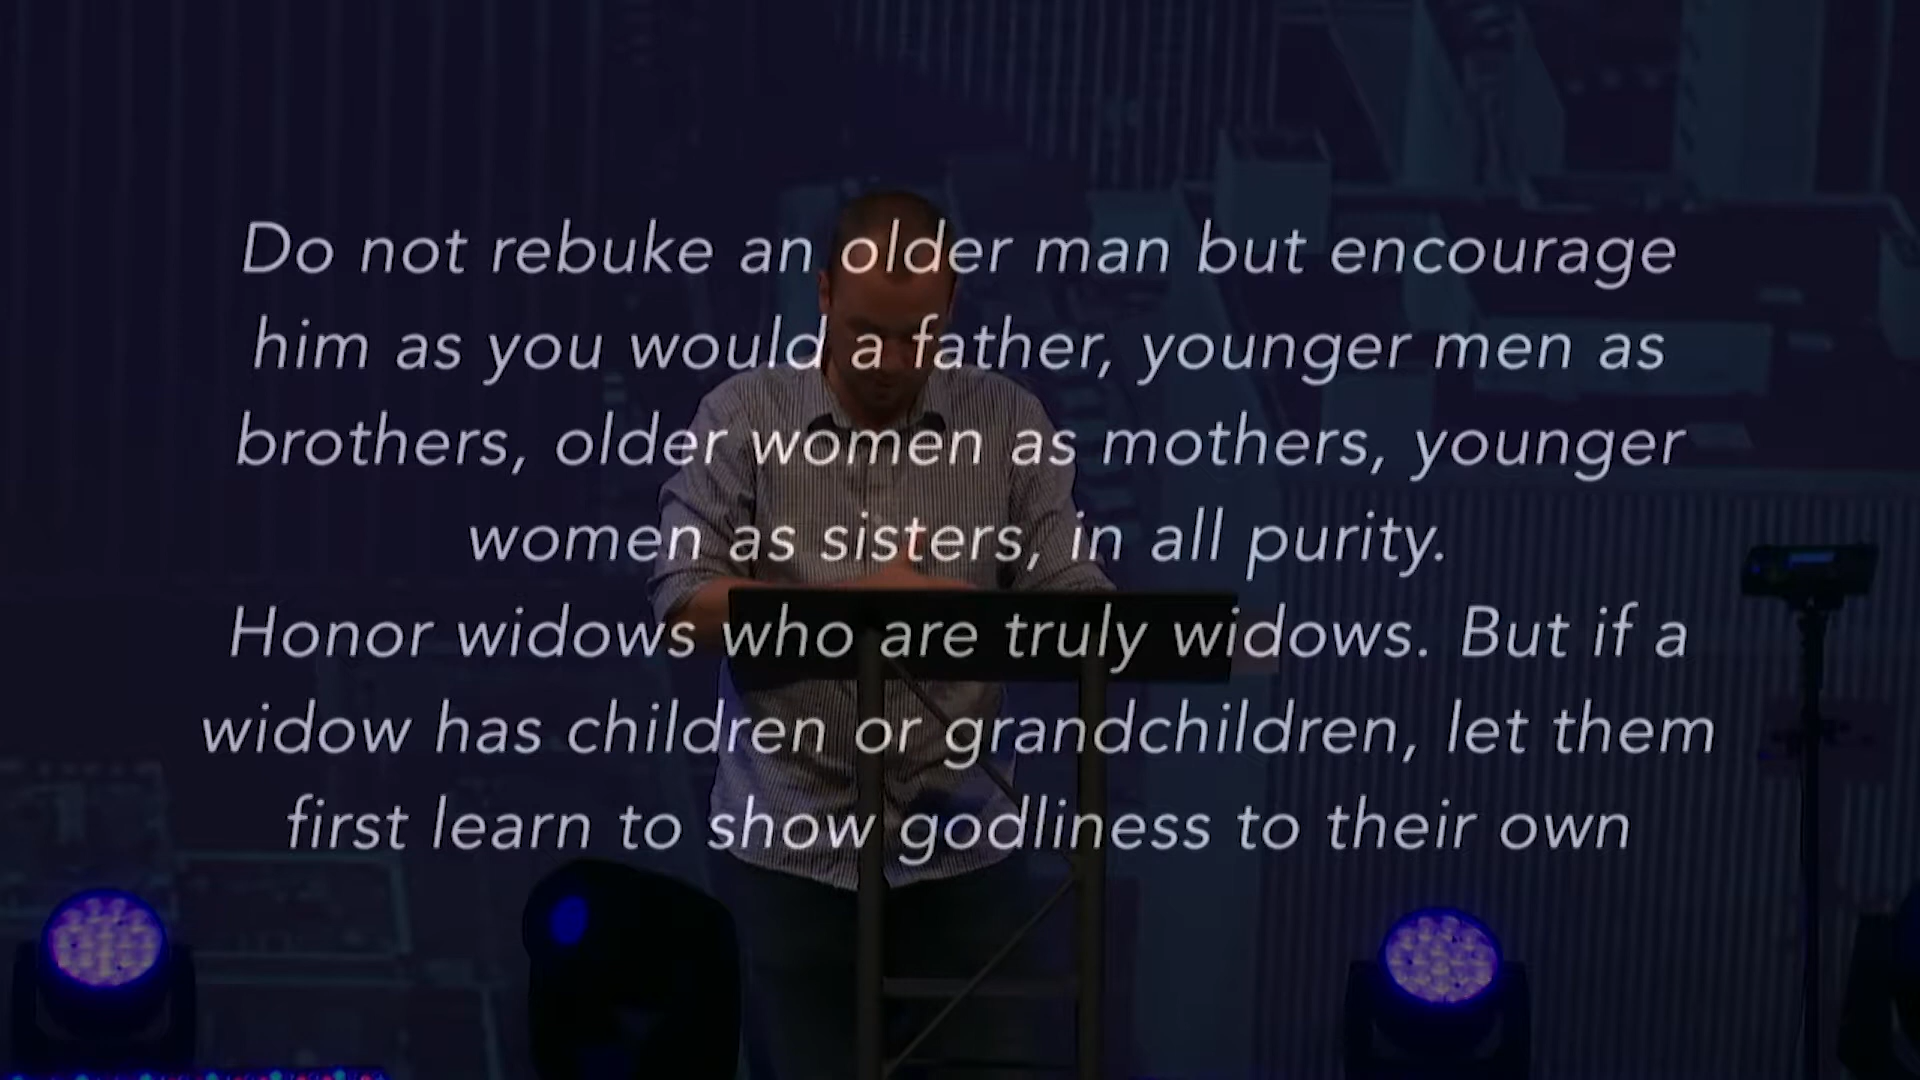 Do not rebuke an older man but encourage
him as you would a father, younger men as
brothers, older women as mothers, younger
women as sisters, in all purity.
Honor widows who are truly widows. But if a
widow has children or grandchildren, let them
first learn to show godliness to their own